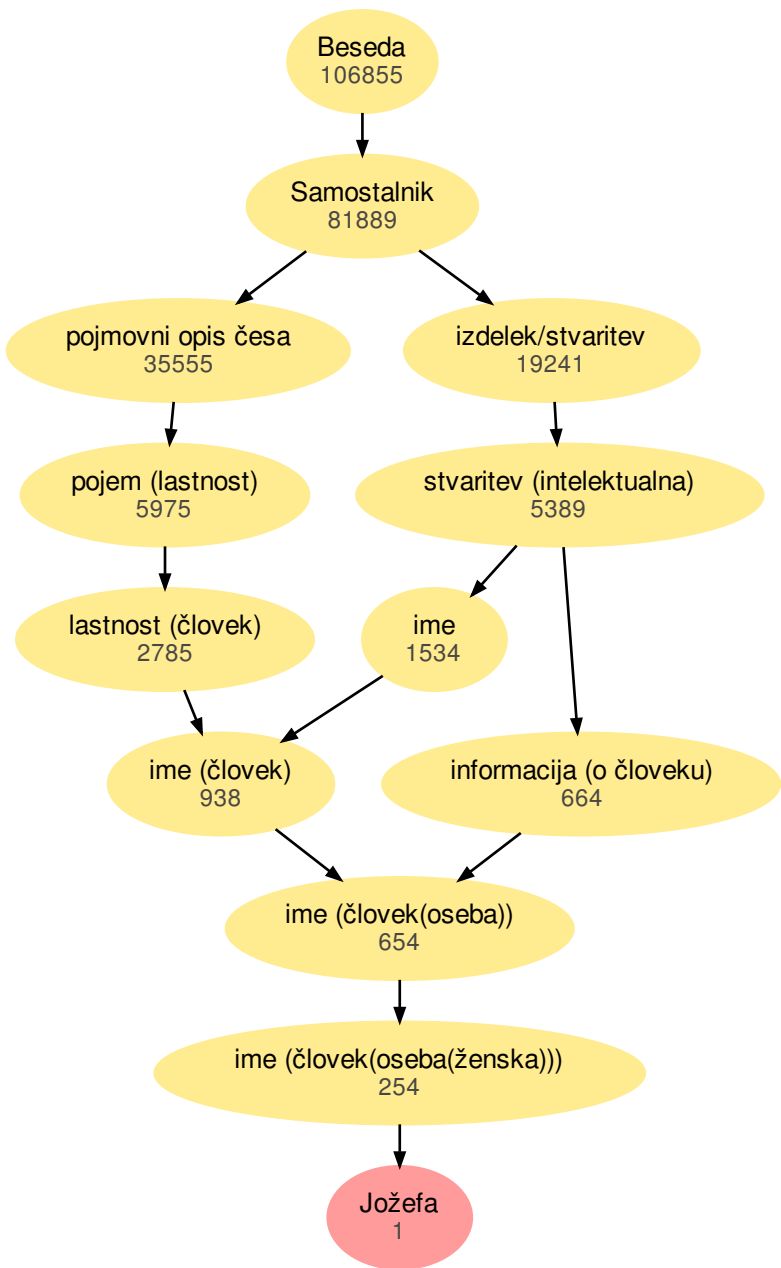 Beseda
106855
Samostalnik
81889
pojmovni opis česa
35555
izdelek/stvaritev
19241
pojem (lastnost)
5975
stvaritev (intelektualna)
5389
lastnost (človek)
2785
ime
1534
ime (človek)
938
informacija (o človeku)
664
ime (človek(oseba))
654
ime (človek(oseba(ženska)))
254
Jožefa
1